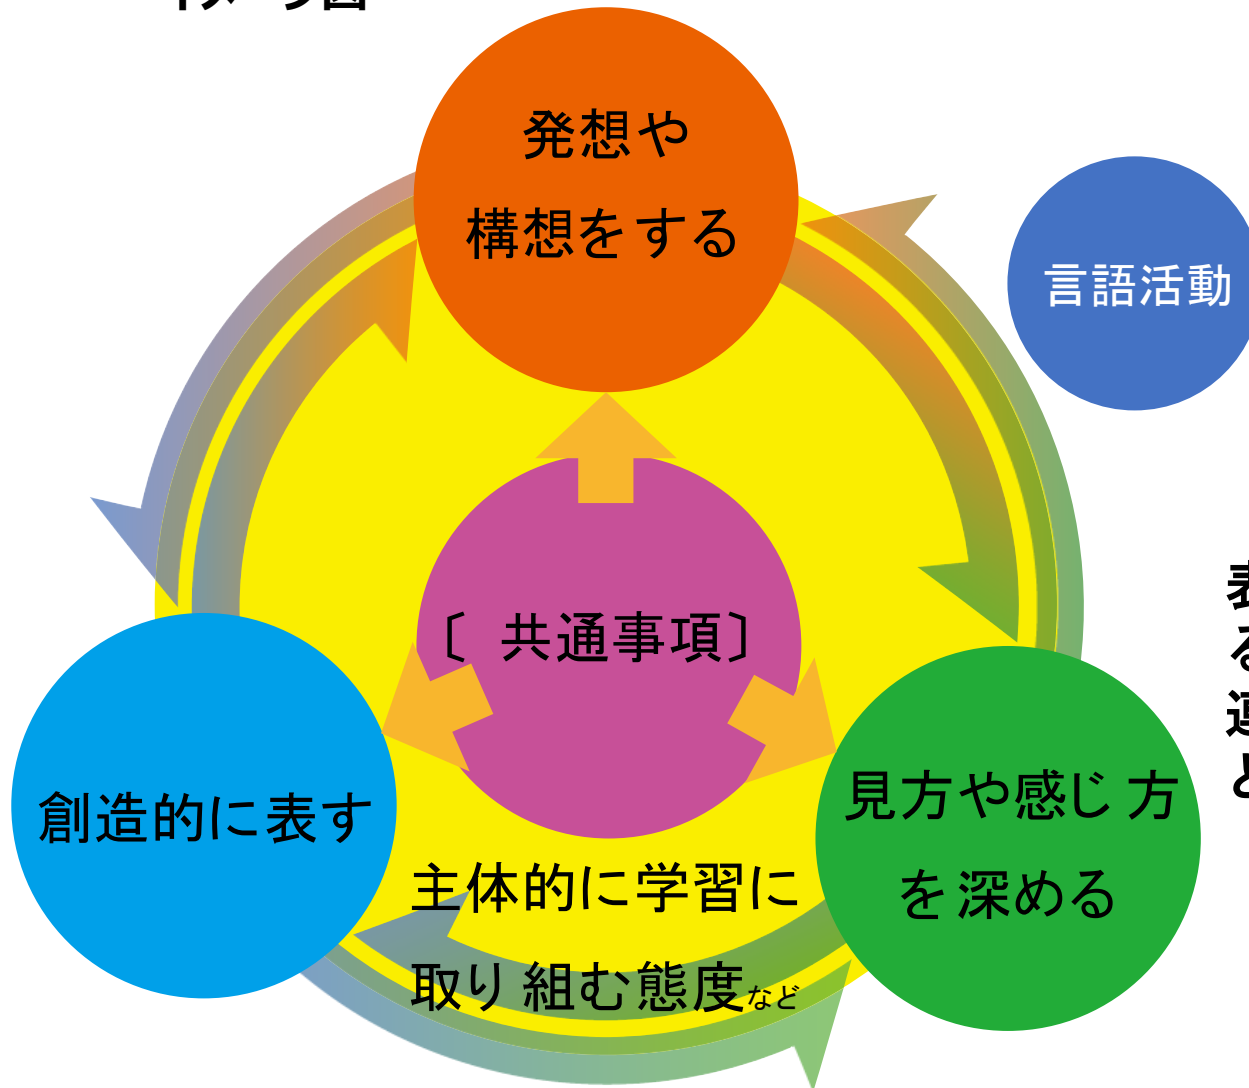 発想や
構想をする
言語活動
〔共通事項〕
創造的に表す
見方や感じ方
を深める
主体的に学習に
取り組む態度など